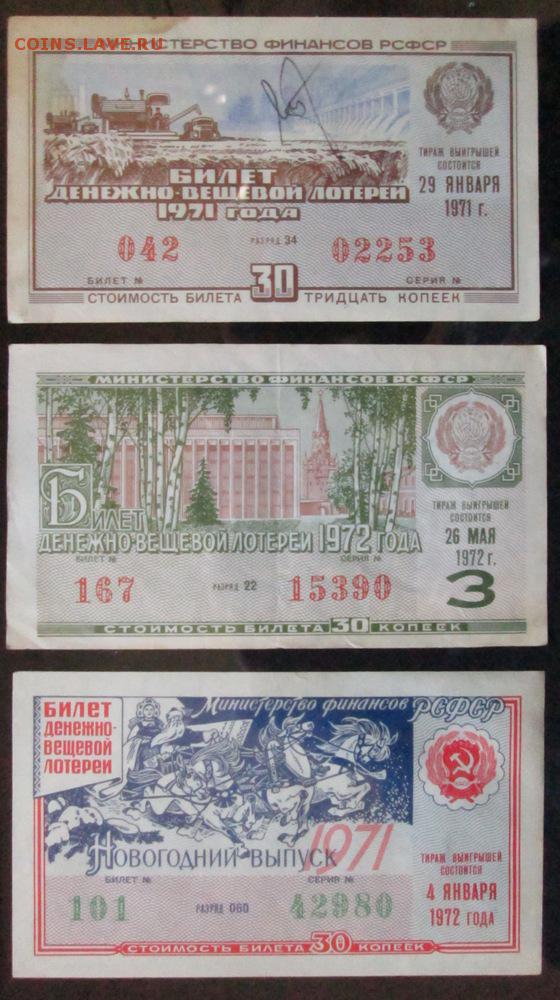 COINS.LAVE.RU
МИНИСТЕРСТВО ФИНАНСОВ РСФСР
БИЛЕТ
ДЕНЕЖНО-ВЕЩЕВОЙ ЛОТЕРЕИ
1971 ГОДА
ТИРАЖ ВЫИГРЫШЕЙ
СОСТОИТСЯ
29 ЯНВАРЯ
1971 г.
042 РАЗРЯД 34 02253
БИЛЕТ № СЕРИЯ №
СТОИМОСТЬ БИЛЕТА 30 ТРИДЦАТЬ КОПЕЕК
МИНИСТЕРСТВО ФИНАНСОВ РСФСР
БИЛЕТ
ДЕНЕЖНО-ВЕЩЕВОЙ ЛОТЕРЕИ 1972 ГОДА
ТИРАЖ ВЫИГРЫШЕЙ
СОСТОИТСЯ
26 МАЯ
1972 г.
БИЛЕТ № СЕРИЯ №
167 РАЗРЯД 22 15390
3
СТОИМОСТЬ БИЛЕТА 30 КОПЕЕК
Министерство финансов РСФСР
БИЛЕТ
ДЕНЕЖНО-
ВЕЩЕВОЙ
ЛОТЕРЕИ
НОВОГОДНИЙ ВЫПУСК 1971
ТИРАЖ ВЫИГРЫШЕЙ
СОСТОИТСЯ
4 ЯНВАРЯ
1972 ГОДА
БИЛЕТ № СЕРИЯ №
101 РАЗРЯД 060 42980
СТОИМОСТЬ БИЛЕТА 30 КОПЕЕК